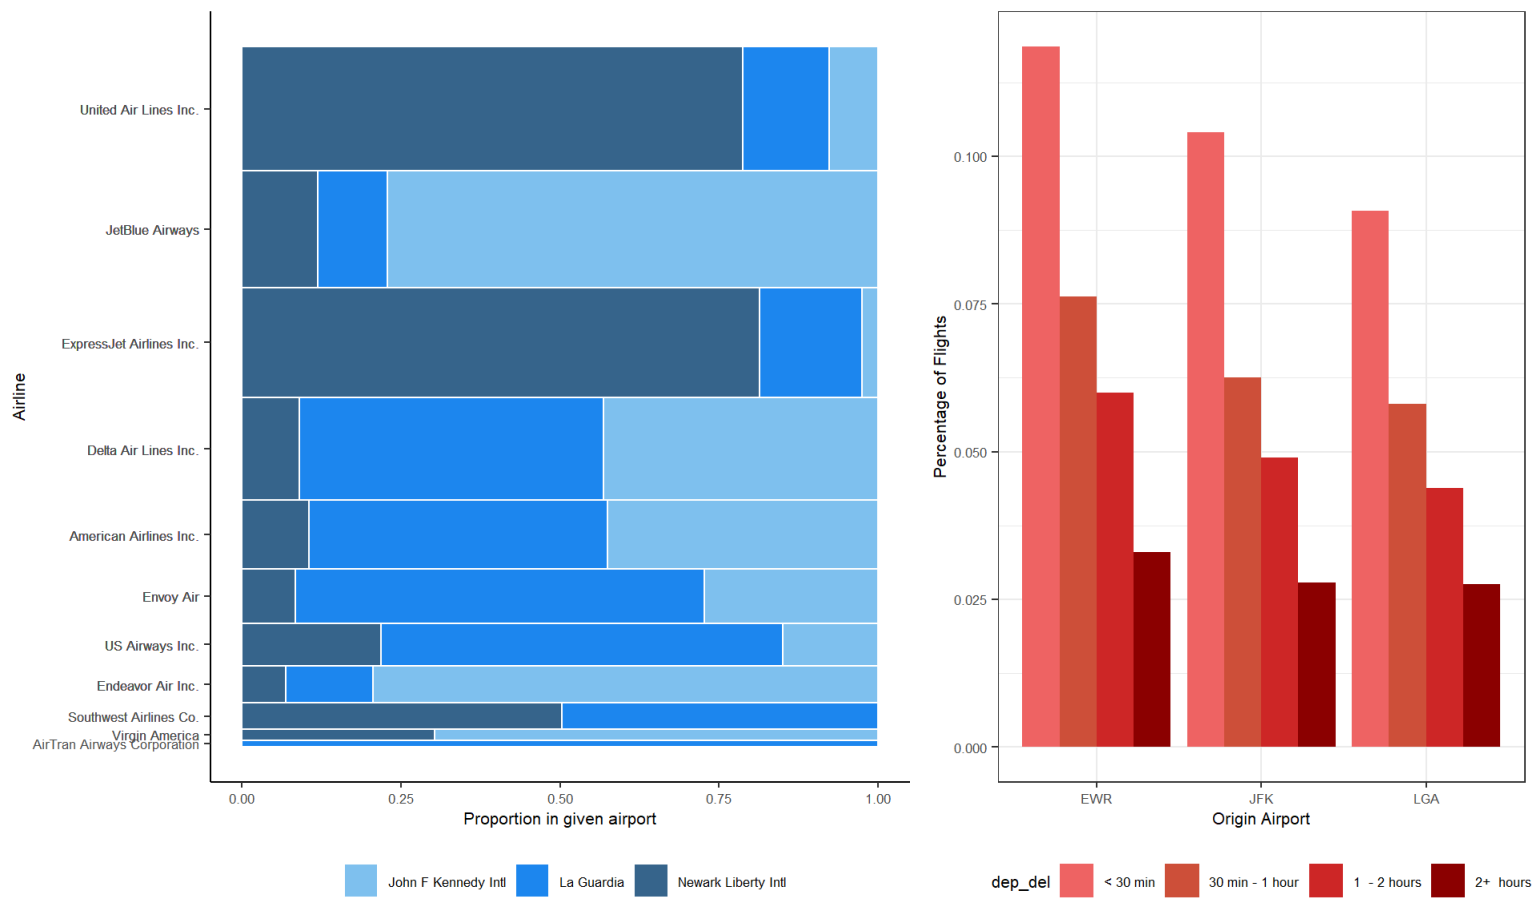 Airline
United Air Lines Inc.
JetBlue Airways
ExpressJet Airlines Inc.
Delta Air Lines Inc.
American Airlines Inc.
Envoy Air
US Airways Inc.
Endeavor Air Inc.
Southwest Airlines Co.
Virgin America
AirTran Airways Corporation
0.00 0.25 0.50 0.75 1.00
Proportion in given airport
John F Kennedy Intl La Guardia Newark Liberty Intl
Percentage of Flights
0.100
0.075
0.050
0.025
0.000
EWR JFK LGA
Origin Airport
dep_del < 30 min 30 min - 1 hour 1 - 2 hours 2+ hours